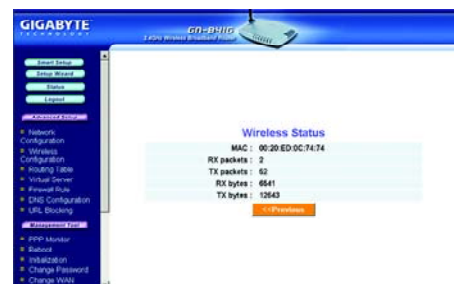 GIGABYTE
TECHNOLOGY
GN-B41G
2.4GHz Wireless Broadband Router
Smart Setup
Setup Wizard
Status
Logout
Advanced Setup
Network
Configuration
Wireless
Configuration
Routing Table
Virtual Server
Firewall Rule
DNS Configuration
URL Blocking
Management Tool
PPP Monitor
Reboot
Initialization
Change Password
Change WAN
Wireless Status
MAC : 00:20:ED:0C:74:74
RX packets : 2
TX packets : 62
RX bytes : 6541
TX bytes : 12643
<<Previous